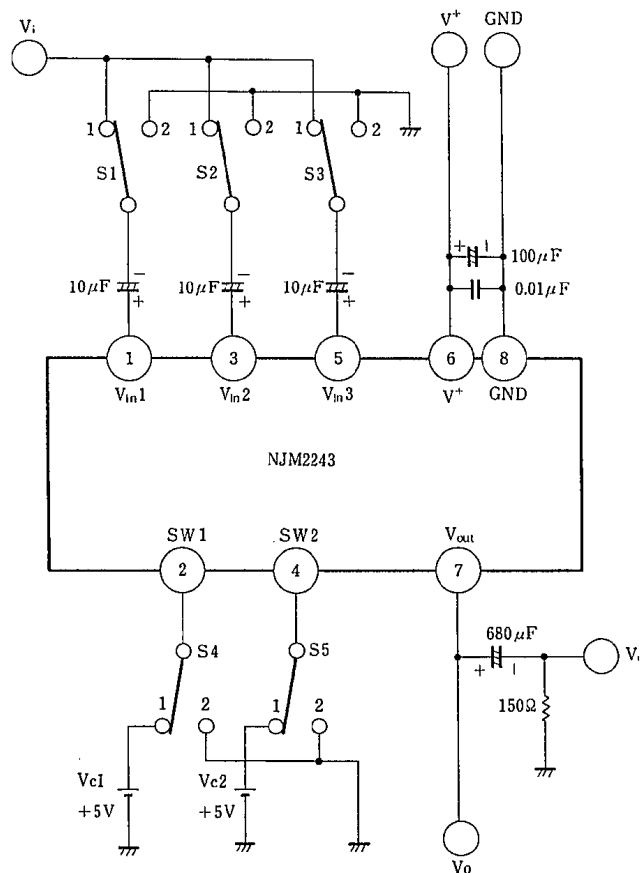 Vi
V+ GND
1 2 1 2 1 2
S1 S2 S3
+ 100μF
0.01μF
10μF − + 10μF − + 10μF − +
1 3 5 6 8
Vin1 Vin2 Vin3 V+ GND
NJM2243
SW1 SW2 Vout
2 4 7
680μF
+
S4 S5
150Ω
1 2 1 2
Vc1 Vc2
+5V +5V
Vo